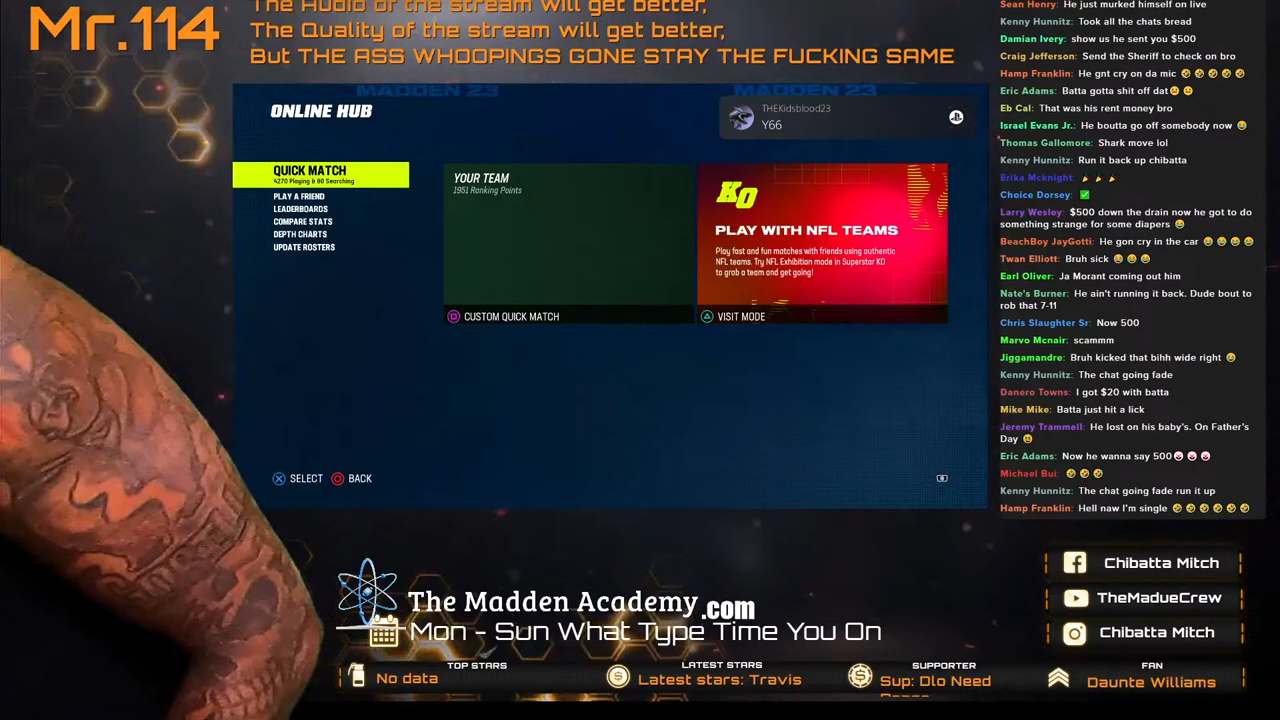 Mr.114
The Audio of the stream will get better,
The Quality of the stream will get better,
But THE ASS WHOOPINGS GONE STAY THE FUCKING SAME
MADDEN 23
MADDEN 23
ONLINE HUB
THEKidsblood23
Y66
QUICK MATCH
4270 Playing & 80 Searching
PLAY A FRIEND
LEADERBOARDS
COMPARE STATS
DEPTH CHARTS
UPDATE ROSTERS
YOUR TEAM
1951 Ranking Points
CUSTOM QUICK MATCH
KO
PLAY WITH NFL TEAMS
Play fast and fun matches with friends using authentic
NFL teams. Try NFL Exhibition mode in Superstar KO
to grab a team and get going!
VISIT MODE
SELECT
BACK
Sean Henry: He just murked himself on live
Kenny Hunnitz: Took all the chats bread
Damian Ivery: show us he sent you $500
Craig Jefferson: Send the Sheriff to check on bro
Hamp Franklin: He gnt cry on da mic 🤣🤣🤣🤣🤣
Eric Adams: Batta gotta shit off dat
Eb Cal: That was his rent money bro
Israel Evans Jr.: He boutta go off somebody now 😂
Thomas Gallomore: Shark move lol
Kenny Hunnitz: Run it back up chibatta
Erika Mcknight: 🎉🎉🎉
Choice Dorsey: ✅
Larry Wesley: $500 down the drain now he got to do
something strange for some diapers 😂
BeachBoy JayGotti: He gon cry in the car 😂😂😂😂
Twan Elliott: Bruh sick 😂😂😂
Earl Oliver: Ja Morant coming out him
Nate's Burner: He ain't running it back. Dude bout to
rob that 7-11
Chris Slaughter Sr: Now 500
Marvo Mcnair: scammm
Jiggamandre: Bruh kicked that bihh wide right 😂
Kenny Hunnitz: The chat going fade
Danero Towns: I got $20 with batta
Mike Mike: Batta just hit a lick
Jeremy Trammell: He lost on his baby's. On Father's
Day
Eric Adams: Now he wanna say 500🤡🤡🤡
Michael Bui: 🤣🤣🤣
Kenny Hunnitz: The chat going fade run it up
Hamp Franklin: Hell naw I'm single 🤣🤣🤣🤣🤣🤣
The Madden Academy.com
Mon - Sun What Type Time You On
Chibatta Mitch
TheMadueCrew
Chibatta Mitch
TOP STARS
No data
LATEST STARS
Latest stars: Travis
SUPPORTER
Sup: Dlo Need
FAN
Daunte Williams